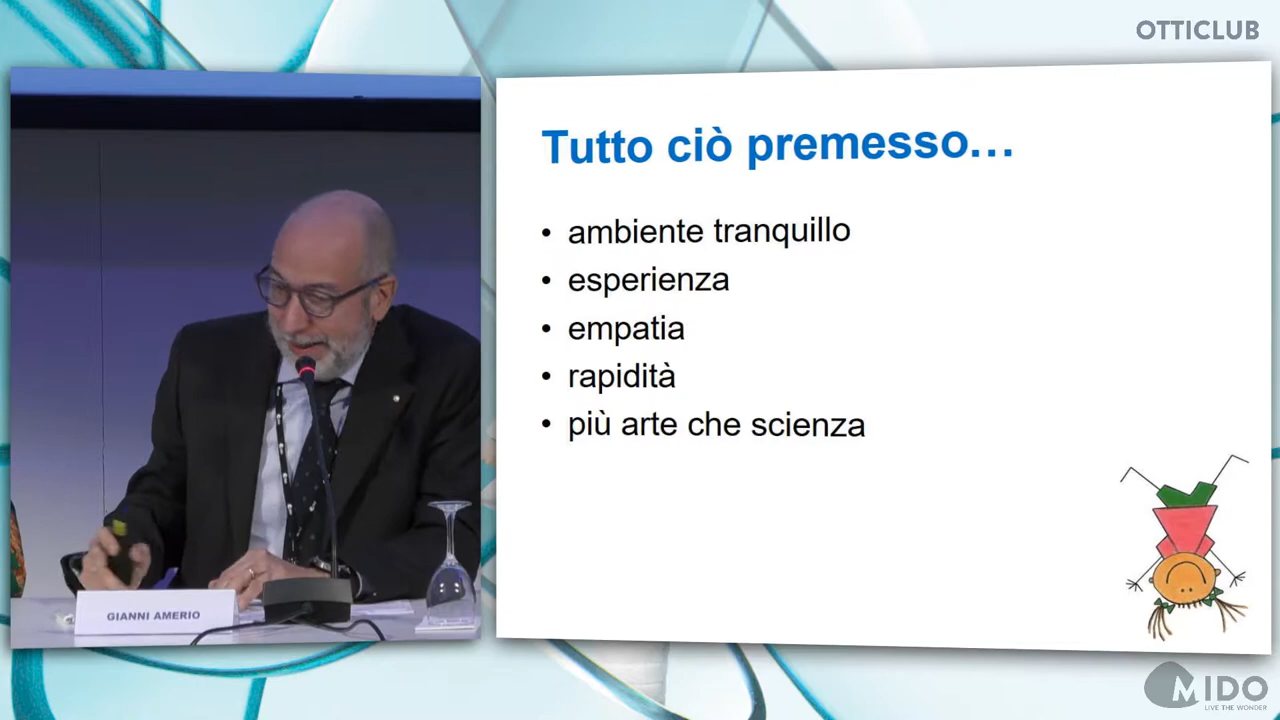 OTTICLUB
Tutto ciò premesso…
• ambiente tranquillo
• esperienza
• empatia
• rapidità
• più arte che scienza
GIANNI AMERIO
MIDO
LIVE THE WONDER